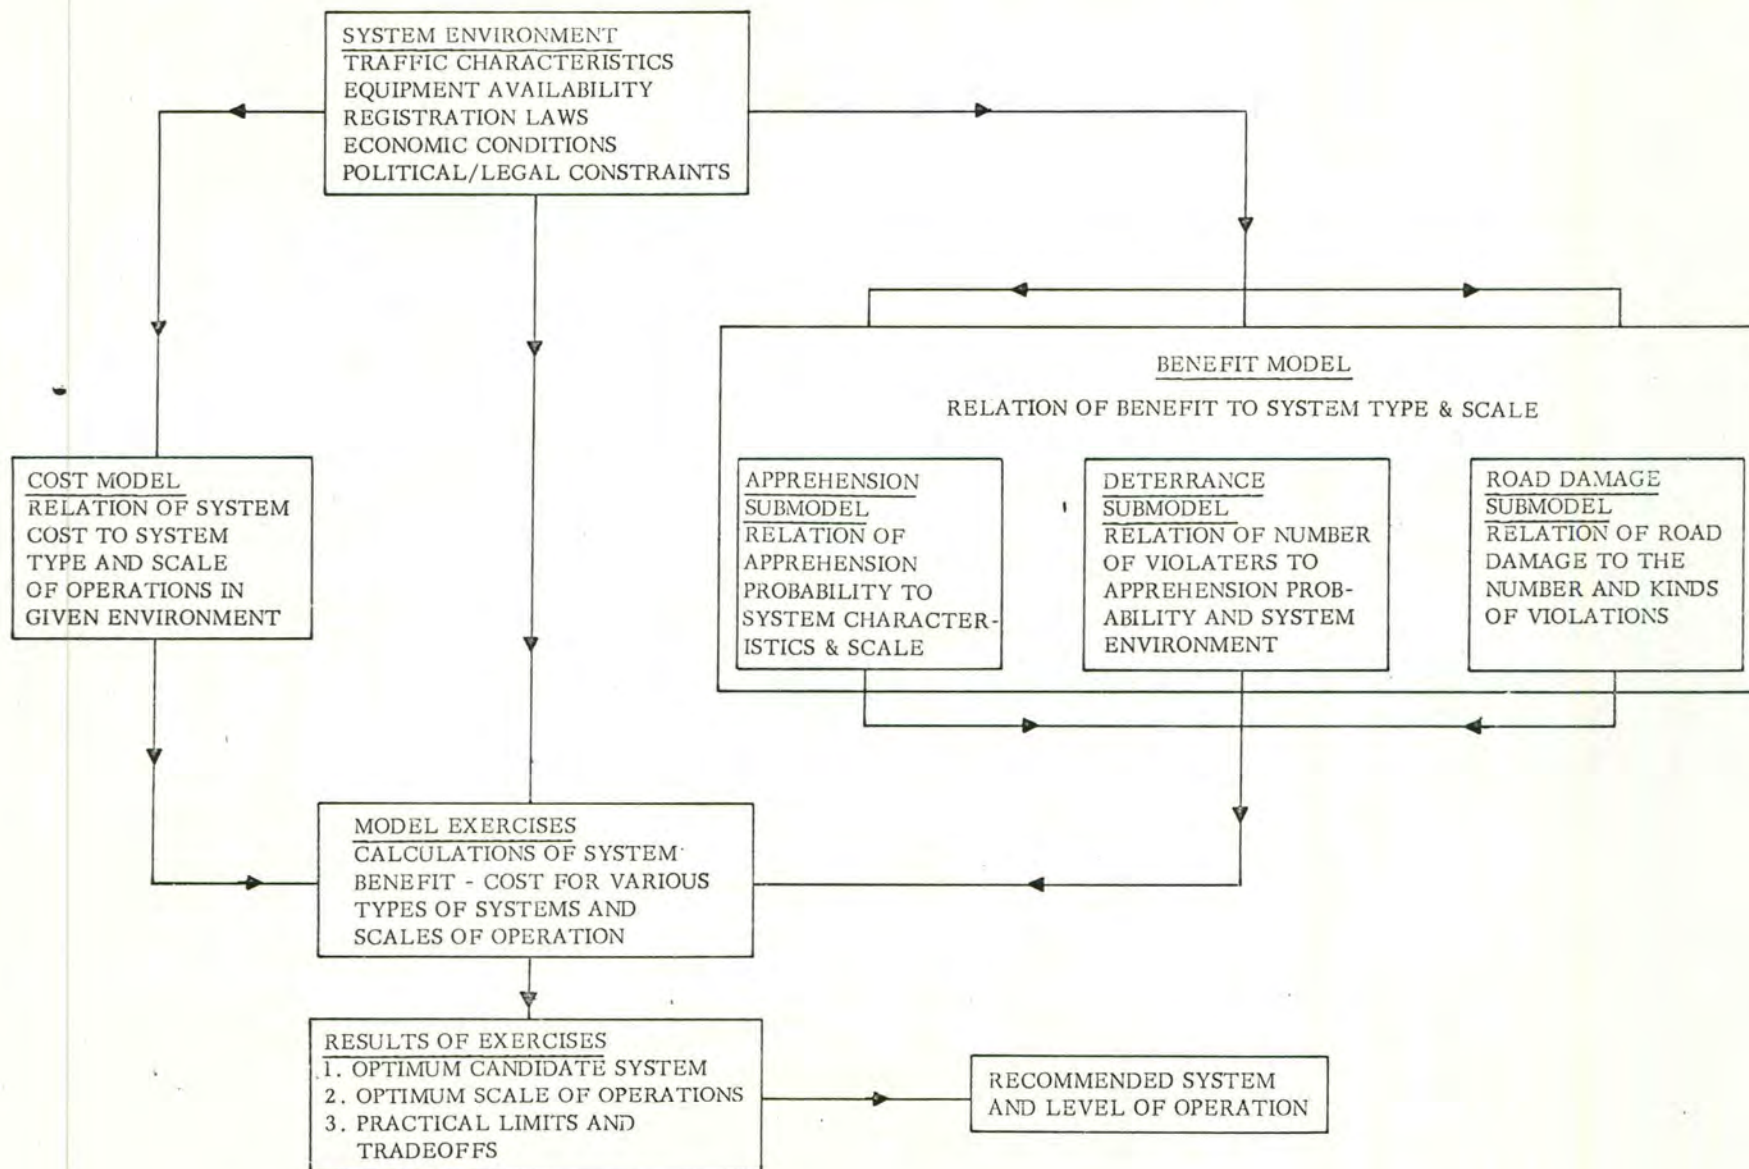 SYSTEM ENVIRONMENT
TRAFFIC CHARACTERISTICS
EQUIPMENT AVAILABILITY
REGISTRATION LAWS
ECONOMIC CONDITIONS
POLITICAL/LEGAL CONSTRAINTS
BENEFIT MODEL
RELATION OF BENEFIT TO SYSTEM TYPE & SCALE
COST MODEL
RELATION OF SYSTEM
COST TO SYSTEM
TYPE AND SCALE
OF OPERATIONS IN
GIVEN ENVIRONMENT
APPREHENSION
SUBMODEL
RELATION OF
APPREHENSION
PROBABILITY TO
SYSTEM CHARACTER-
ISTICS & SCALE
DETERRANCE
SUBMODEL
RELATION OF NUMBER
OF VIOLATERS TO
APPREHENSION PROB-
ABILITY AND SYSTEM
ENVIRONMENT
ROAD DAMAGE
SUBMODEL
RELATION OF ROAD
DAMAGE TO THE
NUMBER AND KINDS
OF VIOLATIONS
MODEL EXERCISES
CALCULATIONS OF SYSTEM
BENEFIT - COST FOR VARIOUS
TYPES OF SYSTEMS AND
SCALES OF OPERATION
RESULTS OF EXERCISES
1. OPTIMUM CANDIDATE SYSTEM
2. OPTIMUM SCALE OF OPERATIONS
3. PRACTICAL LIMITS AND
TRADEOFFS
RECOMMENDED SYSTEM
AND LEVEL OF OPERATION